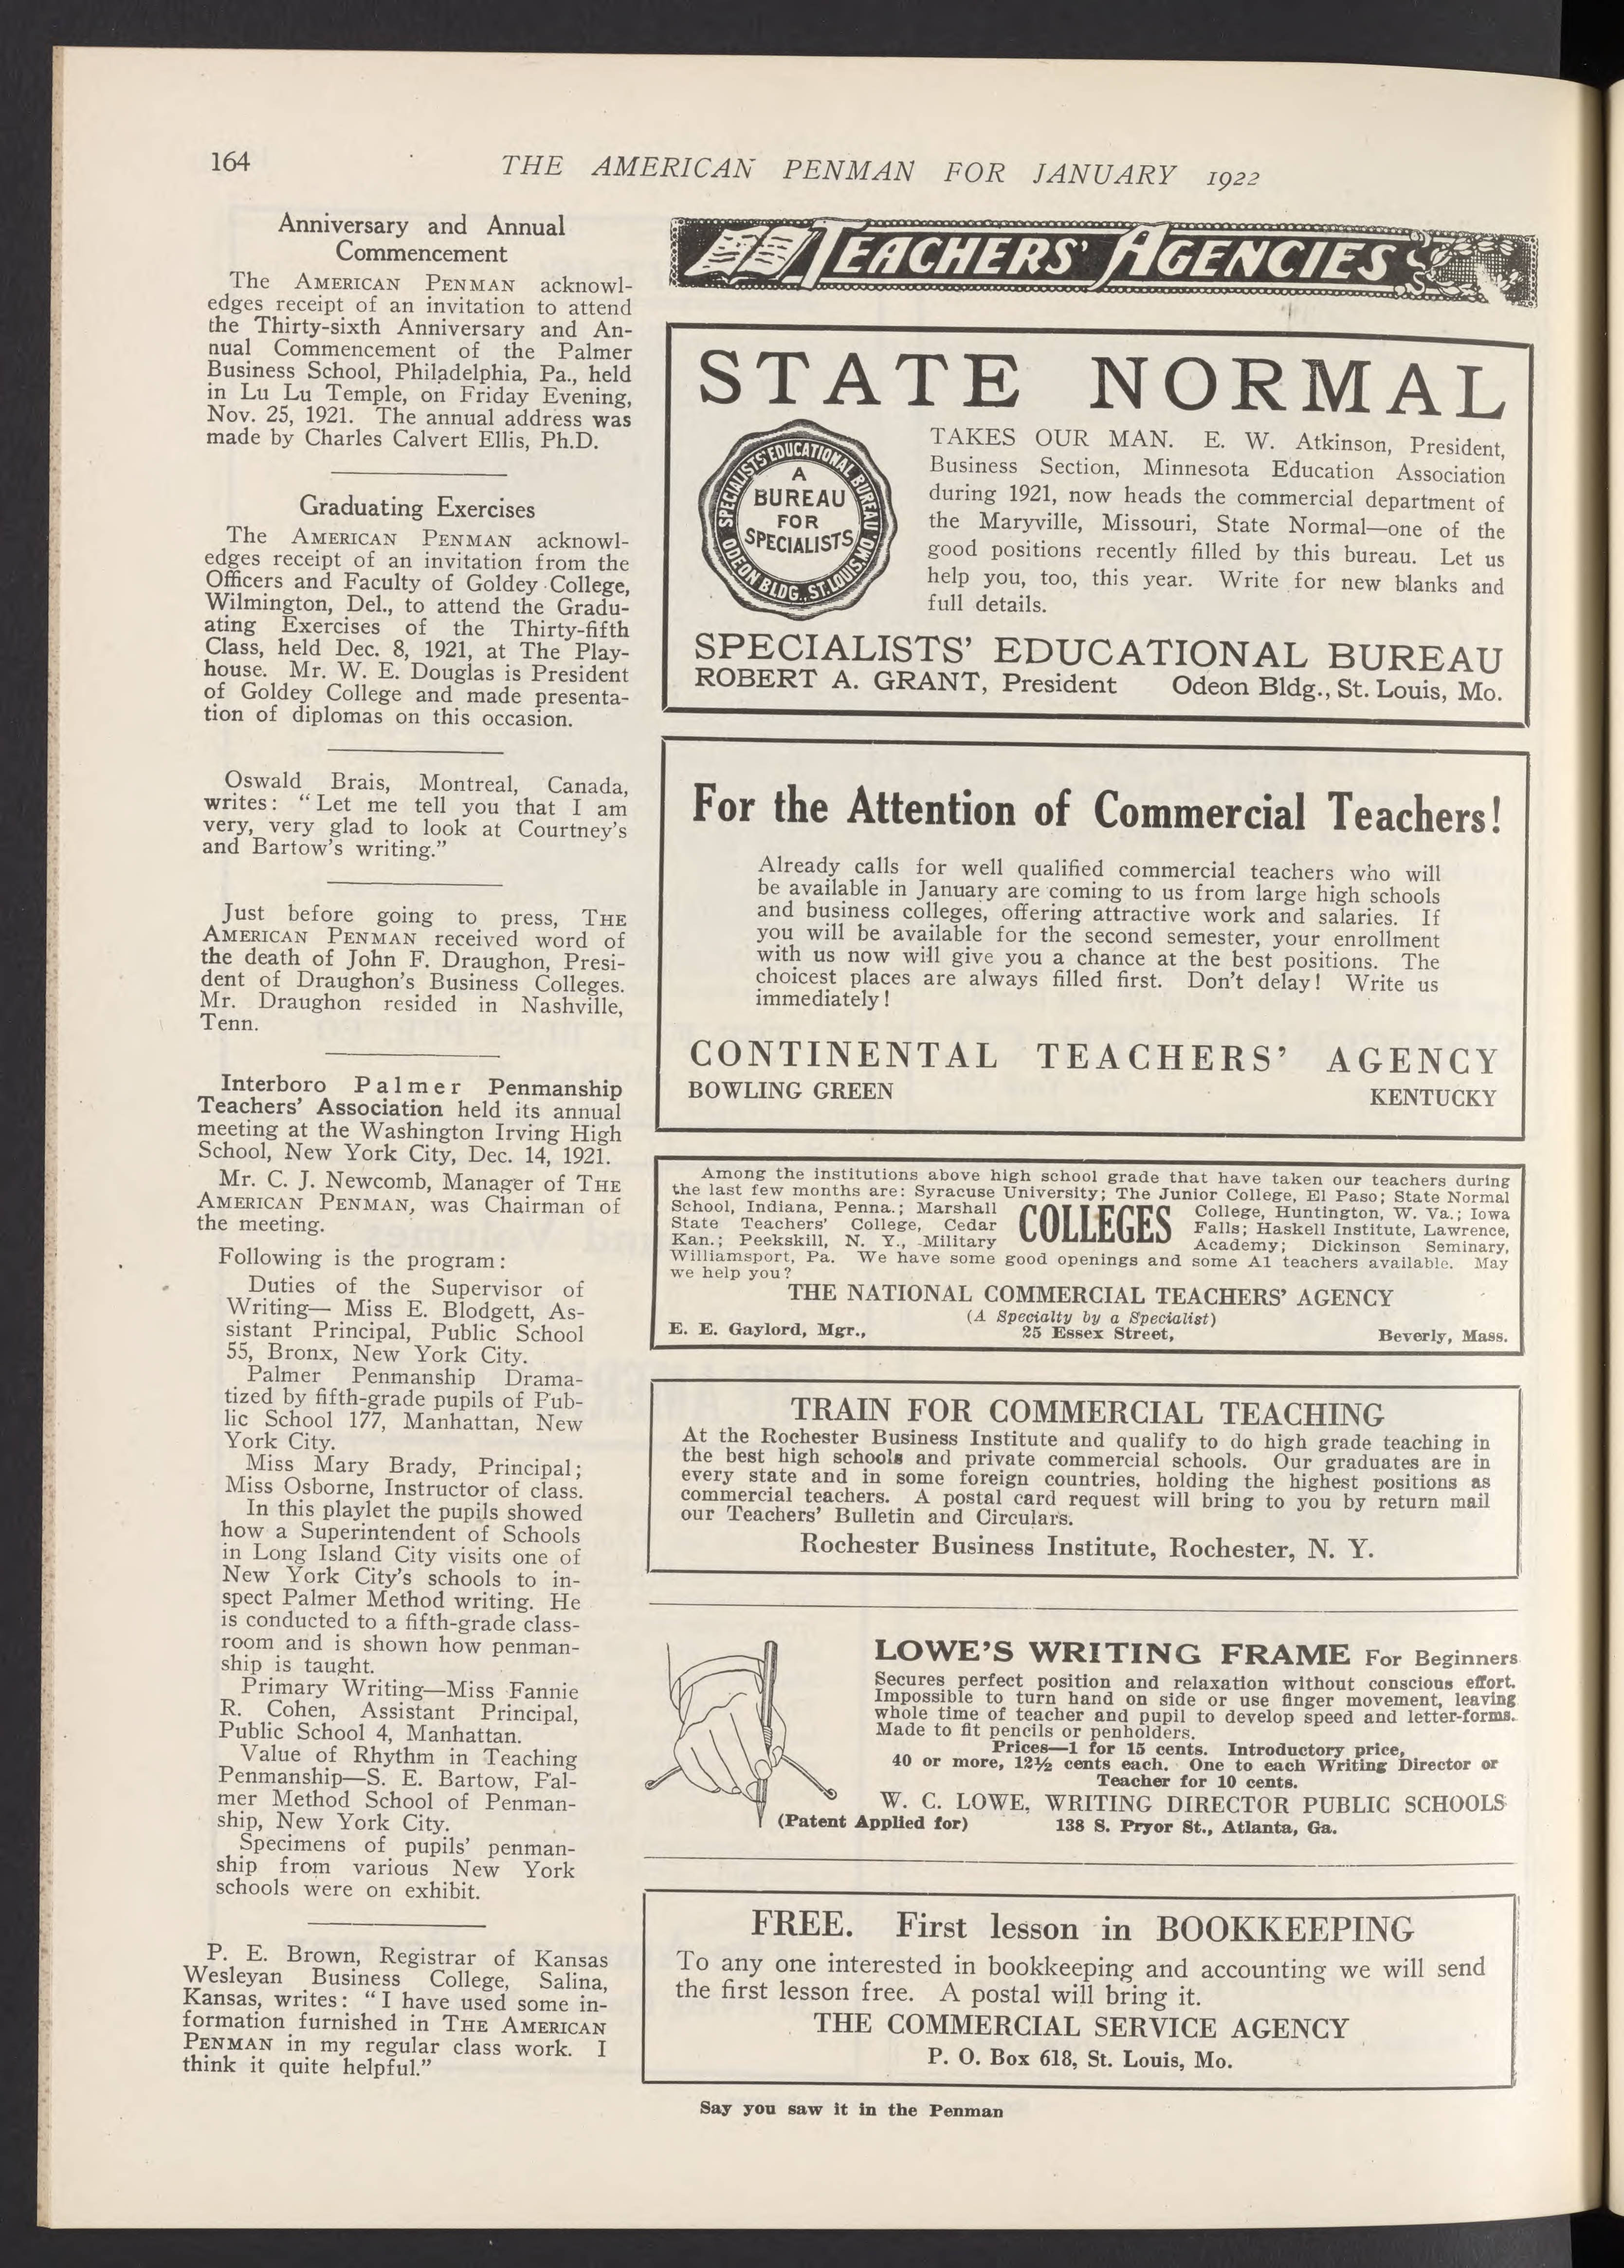 164
THE AMERICAN PENMAN FOR JANUARY 1922
Anniversary and Annual
Commencement
The AMERICAN PENMAN acknowl-
edges receipt of an invitation to attend
the Thirty-sixth Anniversary and An-
nual Commencement of the Palmer
Business School, Philadelphia, Pa., held
in Lu Lu Temple, on Friday Evening,
Nov. 25, 1921. The annual address was
made by Charles Calvert Ellis, Ph.D.
Graduating Exercises
The AMERICAN PENMAN acknowl-
edges receipt of an invitation from the
Officers and Faculty of Goldey College,
Wilmington, Del., to attend the Gradu-
ating Exercises of the Thirty-fifth
Class, held Dec. 8, 1921, at The Play-
house. Mr. W. E. Douglas is President
of Goldey College and made presenta-
tion of diplomas on this occasion.
Oswald Brais, Montreal, Canada,
writes: “Let me tell you that I am
very, very glad to look at Courtney's
and Bartow's writing.”
Just before going to press, THE
AMERICAN PENMAN received word of
the death of John F. Draughon, Presi-
dent of Draughon's Business Colleges.
Mr. Draughon resided in Nashville,
Tenn.
Interboro Palmer Penmanship
Teachers' Association held its annual
meeting at the Washington Irving High
School, New York City, Dec. 14, 1921.
Mr. C. J. Newcomb, Manager of THE
AMERICAN PENMAN, was Chairman of
the meeting.
Following is the program:
Duties of the Supervisor of
Writing— Miss E. Blodgett, As-
sistant Principal, Public School
55, Bronx, New York City.
Palmer Penmanship Drama-
tized by fifth-grade pupils of Pub-
lic School 177, Manhattan, New
York City.
Miss Mary Brady, Principal;
Miss Osborne, Instructor of class.
In this playlet the pupils showed
how a Superintendent of Schools
in Long Island City visits one of
New York City's schools to in-
spect Palmer Method writing. He
is conducted to a fifth-grade class-
room and is shown how penman-
ship is taught.
Primary Writing—Miss Fannie
R. Cohen, Assistant Principal,
Public School 4, Manhattan.
Value of Rhythm in Teaching
Penmanship—S. E. Bartow, Pal-
mer Method School of Penman-
ship, New York City.
Specimens of pupils' penman-
ship from various New York
schools were on exhibit.
P. E. Brown, Registrar of Kansas
Wesleyan Business College, Salina,
Kansas, writes: “I have used some in-
formation furnished in THE AMERICAN
PENMAN in my regular class work. I
think it quite helpful.”
TEACHERS' AGENCIES
STATE NORMAL
SPECIALISTS' EDUCATIONAL BUREAU
ODEON BLDG., ST. LOUIS, MO.
A
BUREAU
FOR
SPECIALISTS
TAKES OUR MAN. E. W. Atkinson, President,
Business Section, Minnesota Education Association
during 1921, now heads the commercial department of
the Maryville, Missouri, State Normal—one of the
good positions recently filled by this bureau. Let us
help you, too, this year. Write for new blanks and
full details.
SPECIALISTS' EDUCATIONAL BUREAU
ROBERT A. GRANT, President Odeon Bldg., St. Louis, Mo.
For the Attention of Commercial Teachers!
Already calls for well qualified commercial teachers who will
be available in January are coming to us from large high schools
and business colleges, offering attractive work and salaries. If
you will be available for the second semester, your enrollment
with us now will give you a chance at the best positions. The
choicest places are always filled first. Don't delay! Write us
immediately!
CONTINENTAL TEACHERS' AGENCY
BOWLING GREEN KENTUCKY
Among the institutions above high school grade that have taken our teachers during
the last few months are: Syracuse University; The Junior College, El Paso; State Normal
School, Indiana, Penna.; Marshall College, Huntington, W. Va.; Iowa
State Teachers' College, Cedar Falls; Haskell Institute, Lawrence,
COLLEGES
Kan.; Peekskill, N. Y., Military Academy; Dickinson Seminary,
Williamsport, Pa. We have some good openings and some A1 teachers available. May
we help you?
THE NATIONAL COMMERCIAL TEACHERS' AGENCY
(A Specialty by a Specialist)
E. E. Gaylord, Mgr., 25 Essex Street, Beverly, Mass.
TRAIN FOR COMMERCIAL TEACHING
At the Rochester Business Institute and qualify to do high grade teaching in
the best high schools and private commercial schools. Our graduates are in
every state and in some foreign countries, holding the highest positions as
commercial teachers. A postal card request will bring to you by return mail
our Teachers' Bulletin and Circulars.
Rochester Business Institute, Rochester, N. Y.
LOWE'S WRITING FRAME For Beginners
Secures perfect position and relaxation without conscious effort.
Impossible to turn hand on side or use finger movement, leaving
whole time of teacher and pupil to develop speed and letter-forms.
Made to fit pencils or penholders.
Prices—1 for 15 cents. Introductory price,
40 or more, 12½ cents each. One to each Writing Director or
Teacher for 10 cents.
W. C. LOWE, WRITING DIRECTOR PUBLIC SCHOOLS
(Patent Applied for) 138 S. Pryor St., Atlanta, Ga.
FREE. First lesson in BOOKKEEPING
To any one interested in bookkeeping and accounting we will send
the first lesson free. A postal will bring it.
THE COMMERCIAL SERVICE AGENCY
P. O. Box 618, St. Louis, Mo.
Say you saw it in the Penman